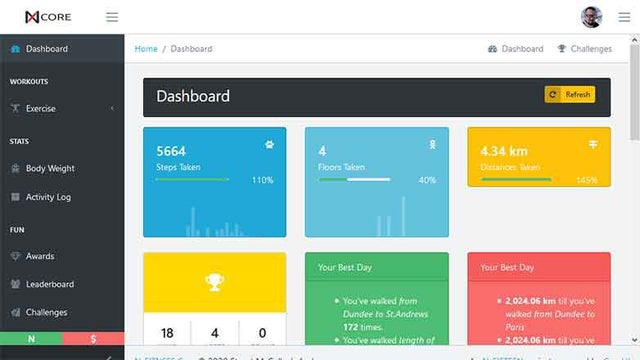 CORE
Dashboard
WORKOUTS
Exercise
STATS
Body Weight
Activity Log
FUN
Awards
Leaderboard
Challenges
N $
Home / Dashboard
Dashboard Challenges
Dashboard
Refresh
5664
Steps Taken
110%
4
Floors Taken
40%
4.34 km
Distances Taken
145%
18 4 0
Your Best Day
You've walked from
Dundee to St.Andrews
172 times.
You've walked length of
Your Best Day
2,024.06 km till you've
walked from Dundee to
Paris
2,024.06 km till you've